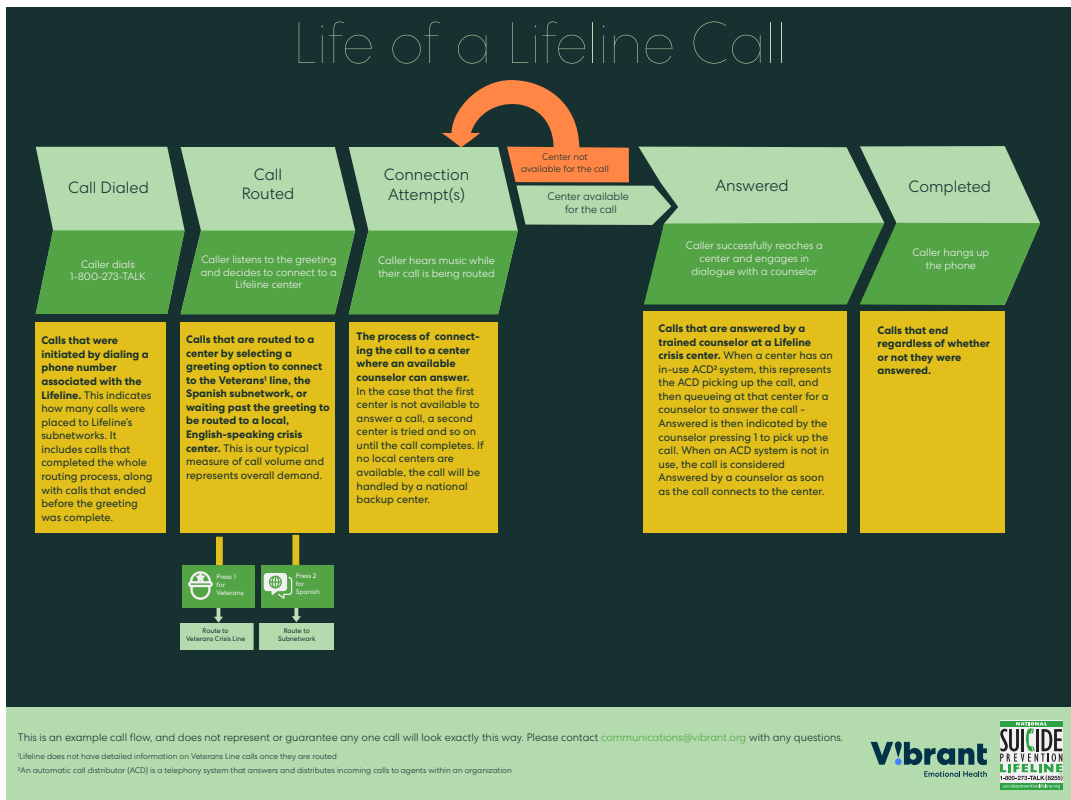 Life of a Lifeline Call
Call Dialed
Caller dials
1-800-273-TALK
Calls that were
initiated by dialing a
phone number
associated with the
Lifeline. This indicates
how many calls were
placed to Lifeline's
subnetworks. It
includes calls that
completed the whole
routing process, along
with calls that ended
before the greeting
was complete.
Call
Routed
Caller listens to the greeting
and decides to connect to a
Lifeline center
Calls that are routed to a
center by selecting a
greeting option to connect
to the Veterans¹ line, the
Spanish subnetwork, or
waiting past the greeting to
be routed to a local,
English-speaking crisis
center. This is our typical
measure of call volume and
represents overall demand.
Press 1
for
Veterans
Route to
Veterans Crisis Line
Press 2
for
Spanish
Route to
Subnetwork
Connection
Attempt(s)
Caller hears music while
their call is being routed
The process of connect-
ing the call to a center
where an available
counselor can answer.
In the case that the first
center is not available to
answer a call, a second
center is tried and so on
until the call completes. If
no local centers are
available, the call will be
handled by a national
backup center.
Center not
available for the call
Center available
for the call
Answered
Caller successfully reaches a
center and engages in
dialogue with a counselor
Calls that are answered by a
trained counselor at a Lifeline
crisis center. When a center has an
in-use ACD² system, this represents
the ACD picking up the call, and
then queueing at that center for a
counselor to answer the call -
Answered is then indicated by the
counselor pressing 1 to pick up the
call. When an ACD system is not in
use, the call is considered
Answered by a counselor as soon
as the call connects to the center.
Completed
Caller hangs up
the phone
Calls that end
regardless of whether
or not they were
answered.
This is an example call flow, and does not represent or guarantee any one call will look exactly this way. Please contact communications@vibrant.org with any questions.
¹Lifeline does not have detailed information on Veterans Line calls once they are routed
²An automatic call distributor (ACD) is a telephony system that answers and distributes incoming calls to agents within an organization
V!brant
Emotional Health
NATIONAL
SUICIDE
PREVENTION
LIFELINE
1-800-273-TALK (8255)
suicidepreventionlifeline.org